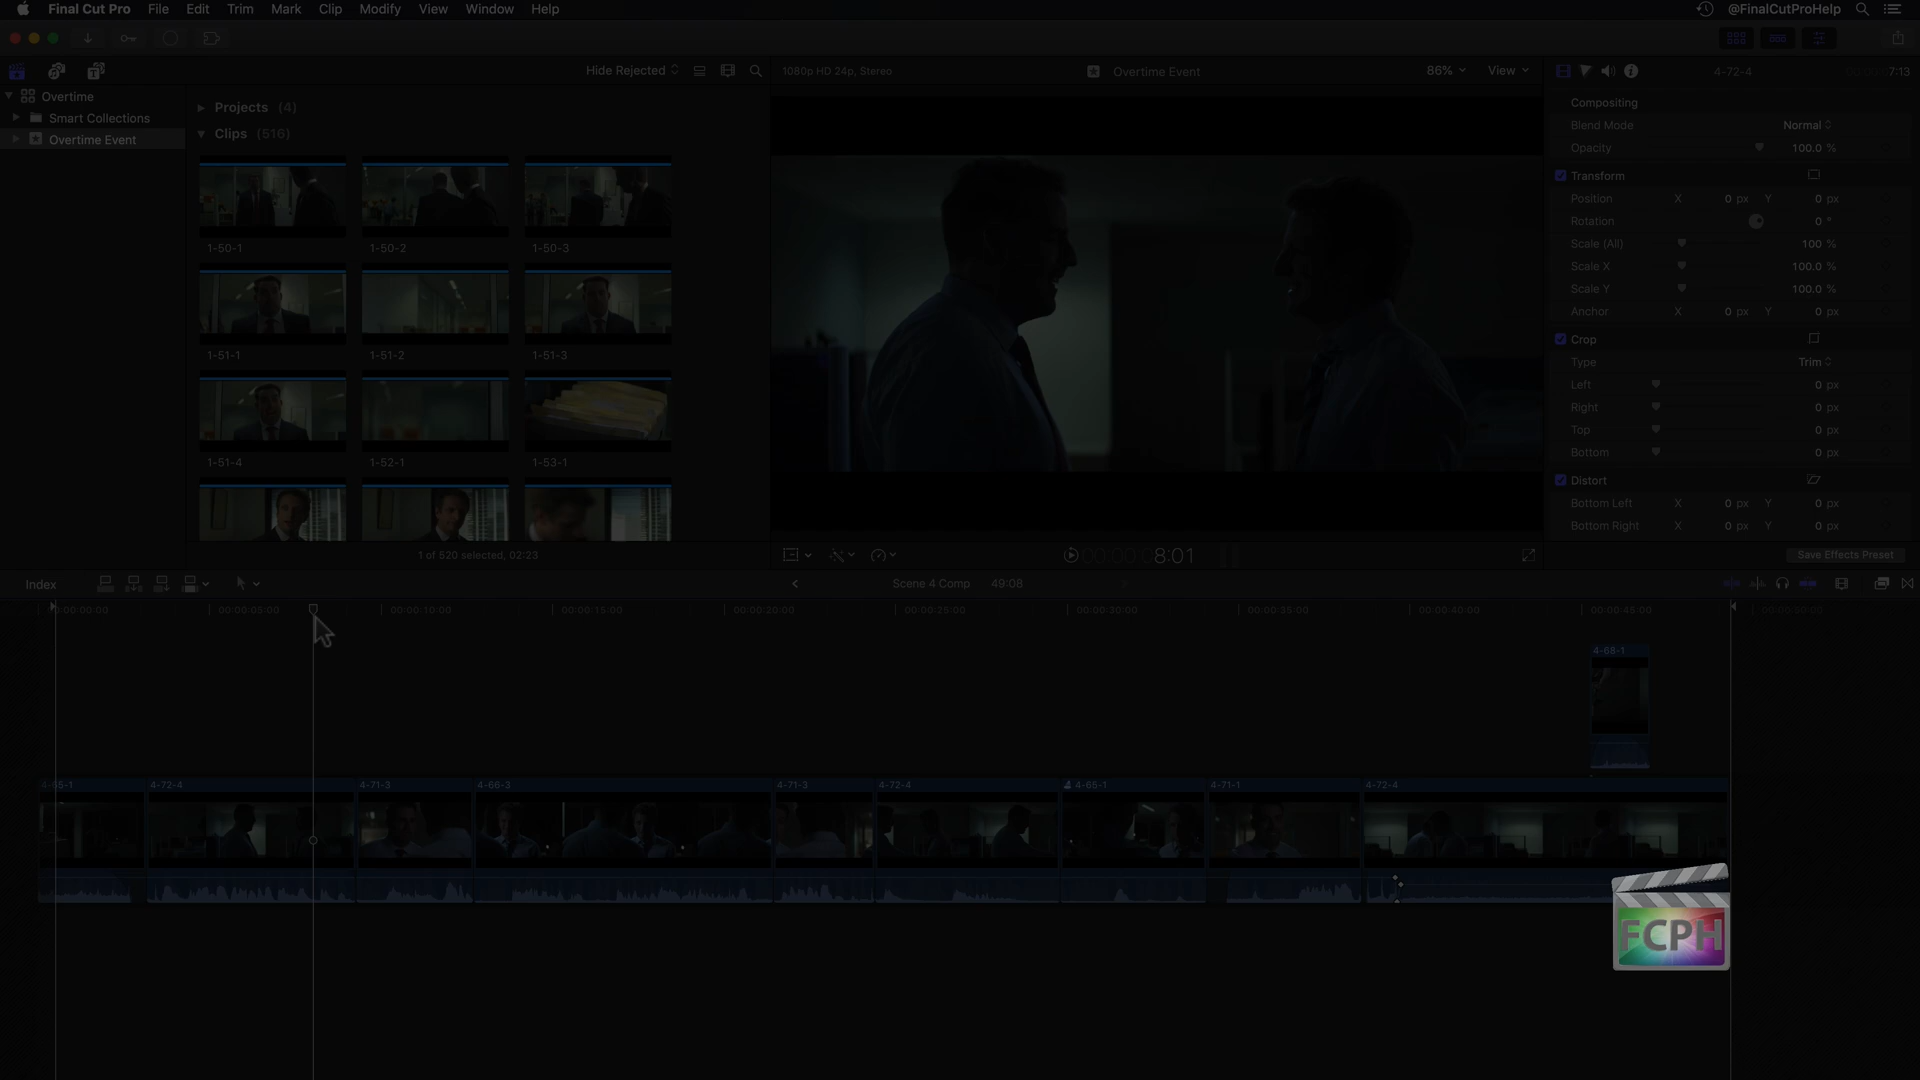 Final Cut Pro File Edit Trim Mark Clip Modify View Window Help @FinalCutProHelp
Hide Rejected
1080p HD 24p, Stereo
Overtime Event
86%
View
4-72-4
7:13
Overtime
Smart Collections
Overtime Event
Projects (4)
Clips (516)
1-50-1 1-50-2 1-50-3
1-51-1 1-51-2 1-51-3
1-51-4 1-52-1 1-53-1
1 of 520 selected, 02:23
8:01
Compositing
Blend Mode Normal
Opacity 100.0 %
Transform
Position X 0 px Y 0 px
Rotation 0 °
Scale (All) 100 %
Scale X 100.0 %
Scale Y 100.0 %
Anchor X 0 px Y 0 px
Crop
Type Trim
Left 0 px
Right 0 px
Top 0 px
Bottom 0 px
Distort
Bottom Left X 0 px Y 0 px
Bottom Right X 0 px Y 0 px
Save Effects Preset
Index
Scene 4 Comp 49:08
00:00:05:00 00:00:10:00 00:00:15:00 00:00:20:00 00:00:25:00 00:00:30:00 00:00:35:00 00:00:40:00 00:00:45:00
4-68-1
4-72-4 4-71-3 4-66-3 4-71-3 4-72-4 4-65-1 4-71-1 4-72-4
FCPH